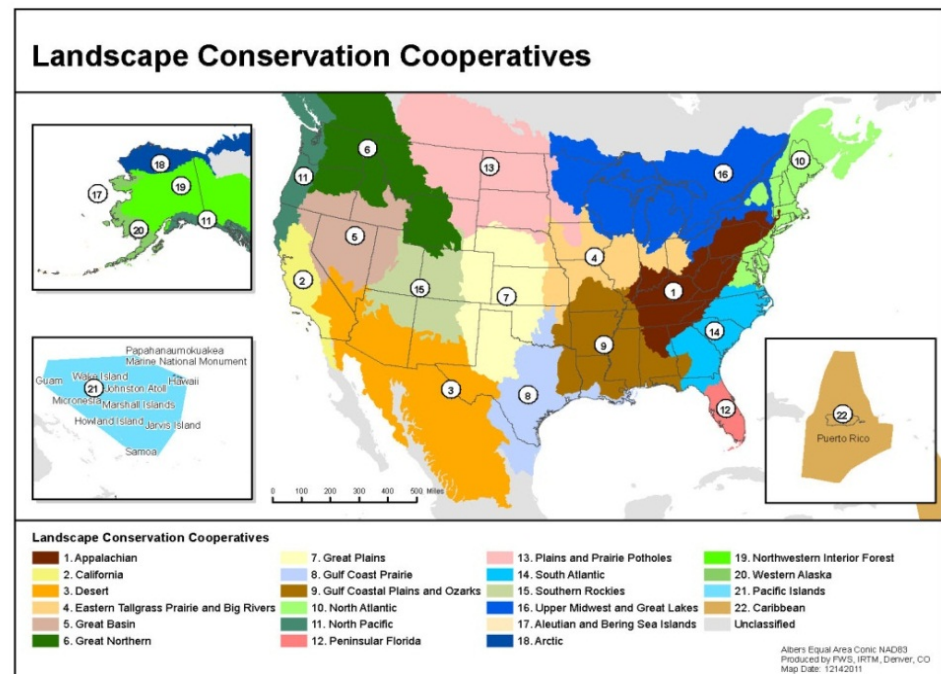 Landscape Conservation Cooperatives
18
17
19
20
11
6
13
11
16
10
5
4
2
15
7
1
14
3
9
8
12
Papahanaumokuakea
Marine National Monument
Guam
Wake Island
Hawaii
21
Johnston Atoll
Micronesia
Marshall Islands
Howland Island
Jarvis Island
Samoa
22
Puerto Rico
0 100 200 300 400 500 Miles
Landscape Conservation Cooperatives
1. Appalachian
2. California
3. Desert
4. Eastern Tallgrass Prairie and Big Rivers
5. Great Basin
6. Great Northern
7. Great Plains
8. Gulf Coast Prairie
9. Gulf Coastal Plains and Ozarks
10. North Atlantic
11. North Pacific
12. Peninsular Florida
13. Plains and Prairie Potholes
14. South Atlantic
15. Southern Rockies
16. Upper Midwest and Great Lakes
17. Aleutian and Bering Sea Islands
18. Arctic
19. Northwestern Interior Forest
20. Western Alaska
21. Pacific Islands
22. Caribbean
Unclassified
Albers Equal Area Conic NAD83
Produced by FWS, IRTM, Denver, CO
Map Date: 12142011